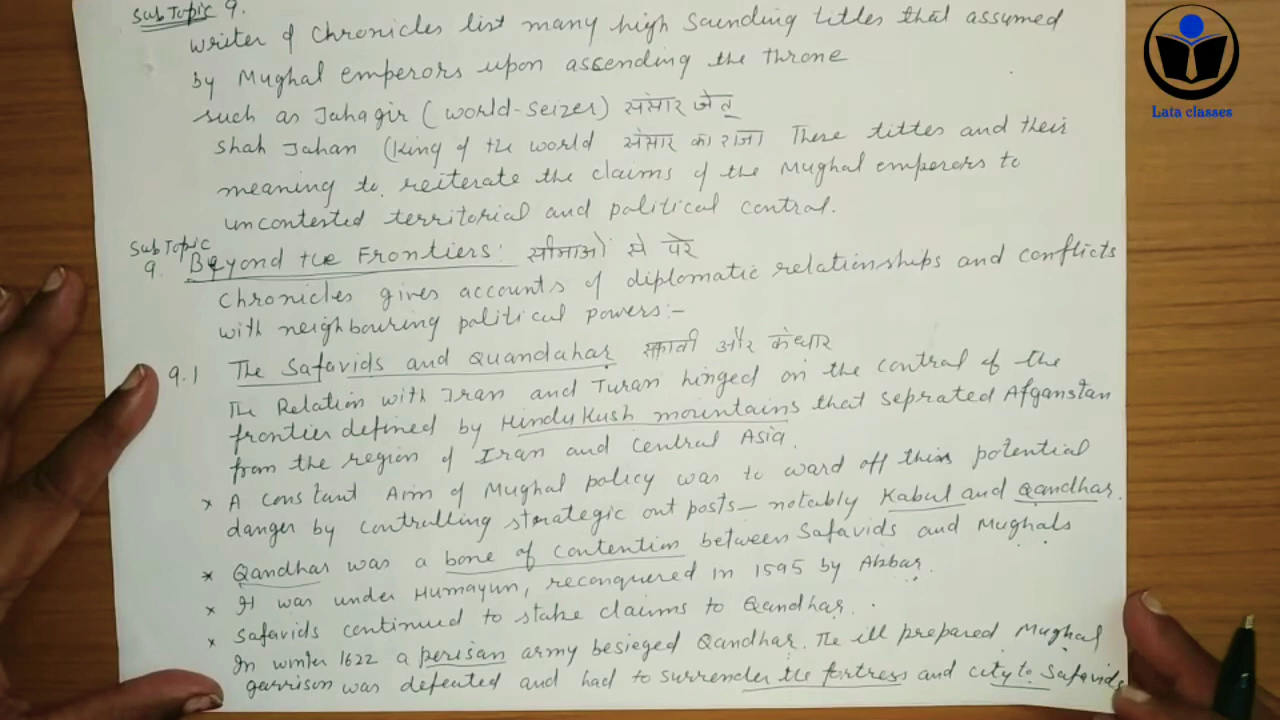 Sub Topic 9.
writer of chronicles list many high Sounding titles that assumed
by Mughal emperors upon ascending the throne
such as Jahagir (world-seizer) संसार जेतू
Shah Jahan (King of the world संसार का राजा These tittes and their
meaning to reiterate the claims of the Mughal emperors to
uncontested territorial and political control.
Sub Topic
9. Beyond the Frontiers: सीमाओं से परे
Chronicles gives accounts of diplomatic relationships and conflicts
with neighbouring political powers:-
9.1 The Safavids and Quandahar सफावी और कंधार
The Relation with Iran and Turan hinged on the control of the
frontier defined by Hindukush mountains that seprated Afganstan
from the region of Iran and Central Asia.
* A constant Aim of Mughal policy was to ward off this potential
danger by controlling strategic out posts— notably Kabul and Qandhar.
* Qandhar was a bone of contention between Safavids and Mughals
* It was under Humayun, reconquered in 1595 by Akbar.
* Safavids continued to stake claims to Qandhar.
In winter 1622 a perisan army besieged Qandhar. The ill prepared Mughal
garrison was defeated and had to surrender the fortress and city to Safavids
Lata classes